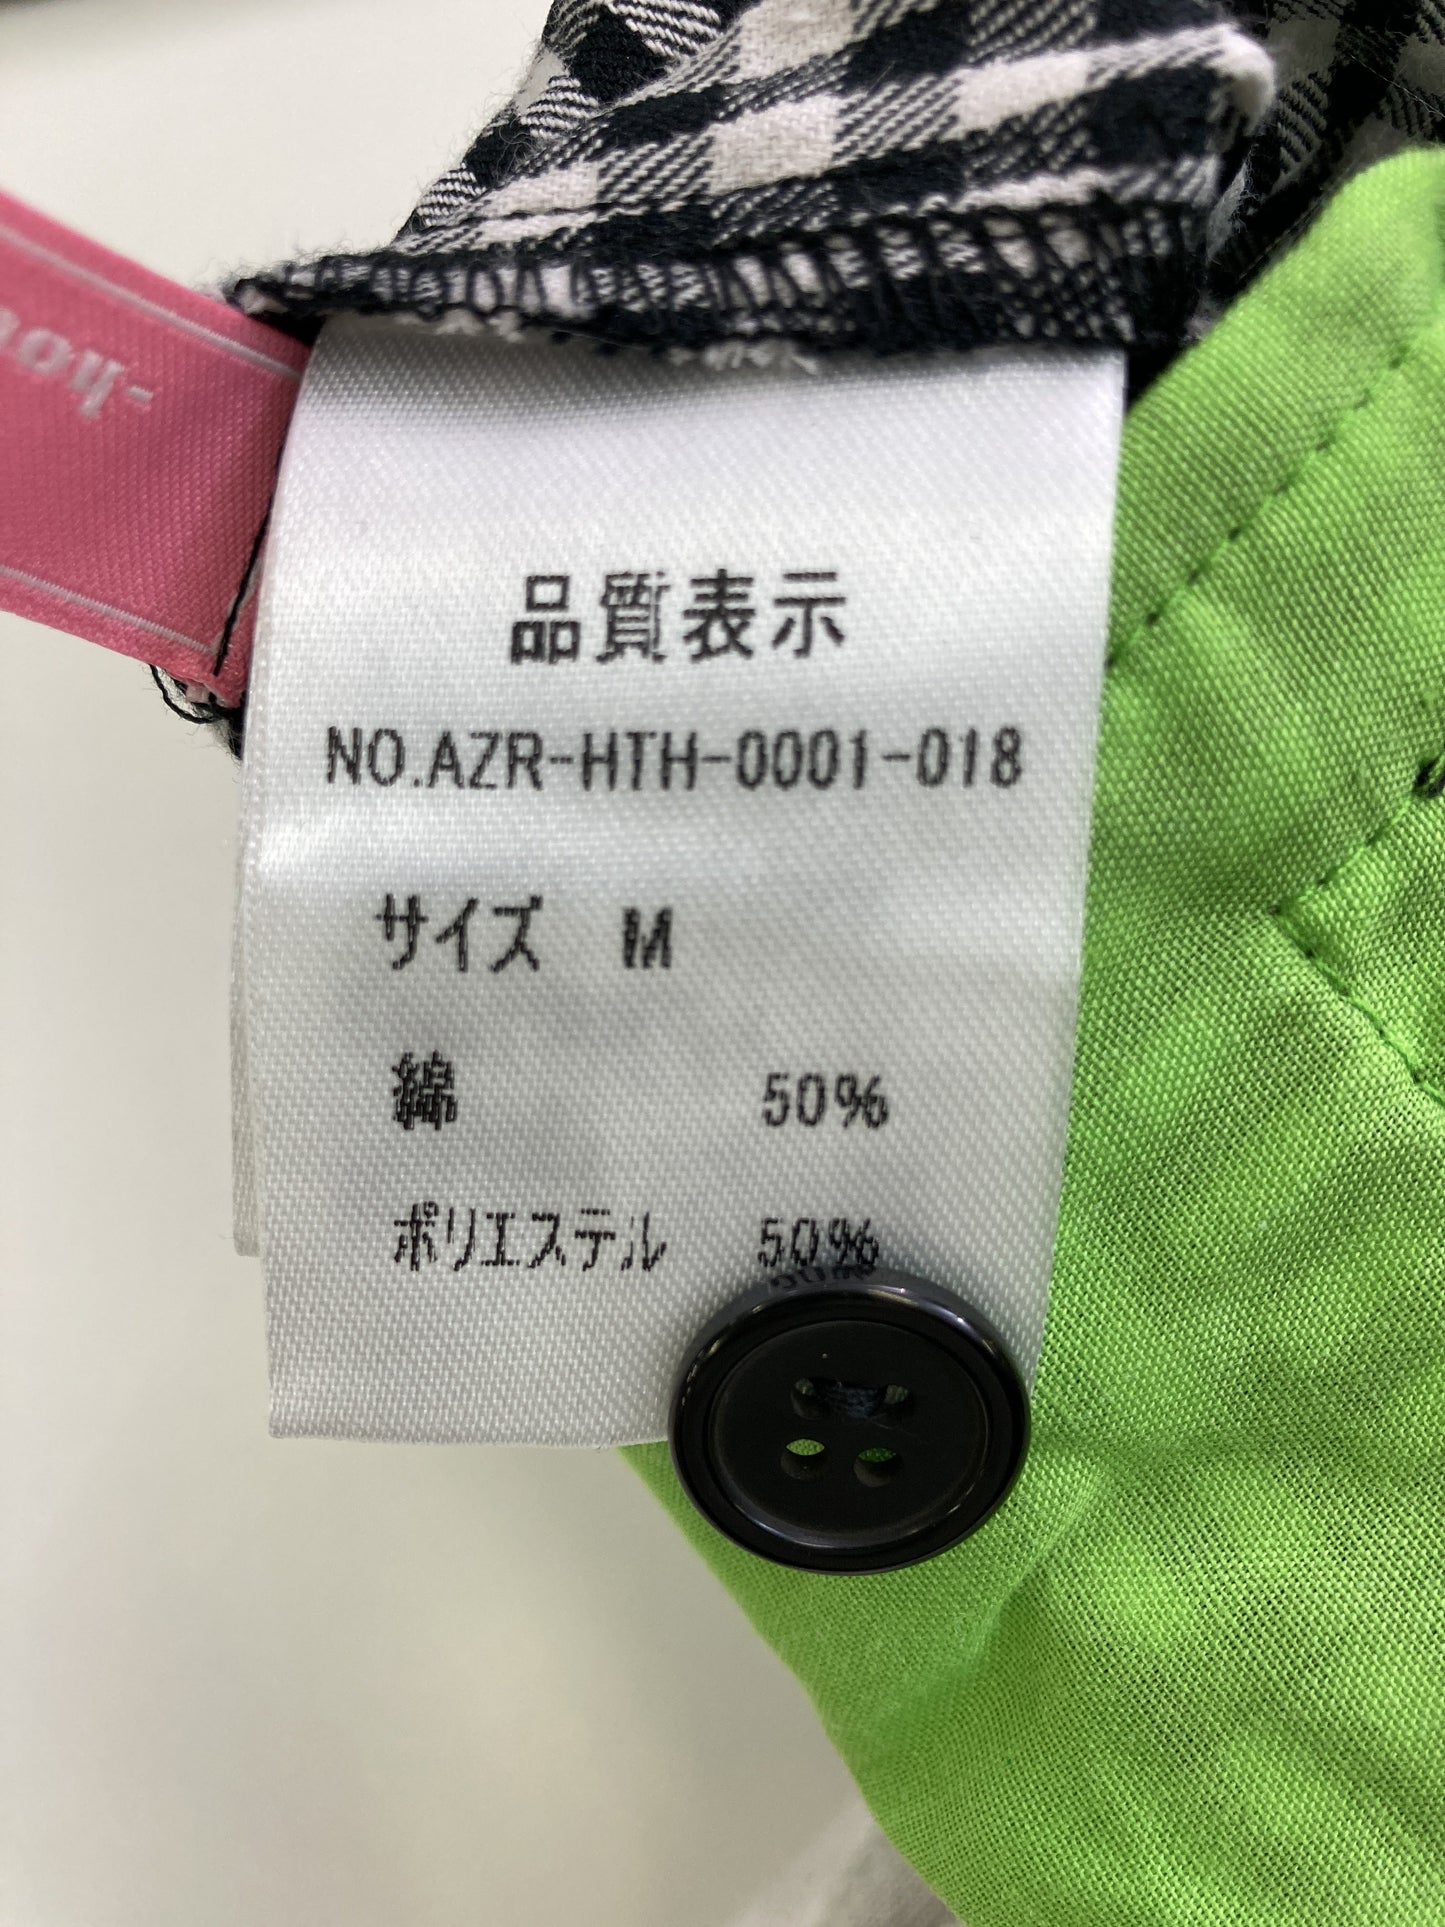 品質表示
NO.AZR-HTH-0001-018
サイズ M
綿 50%
ポリエステル 50%